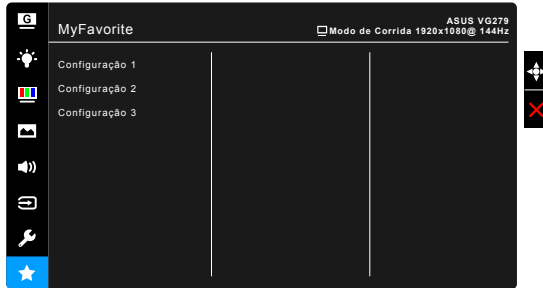 G
MyFavorite
ASUS VG279
Modo de Corrida 1920x1080@ 144Hz
Configuração 1
Configuração 2
Configuração 3